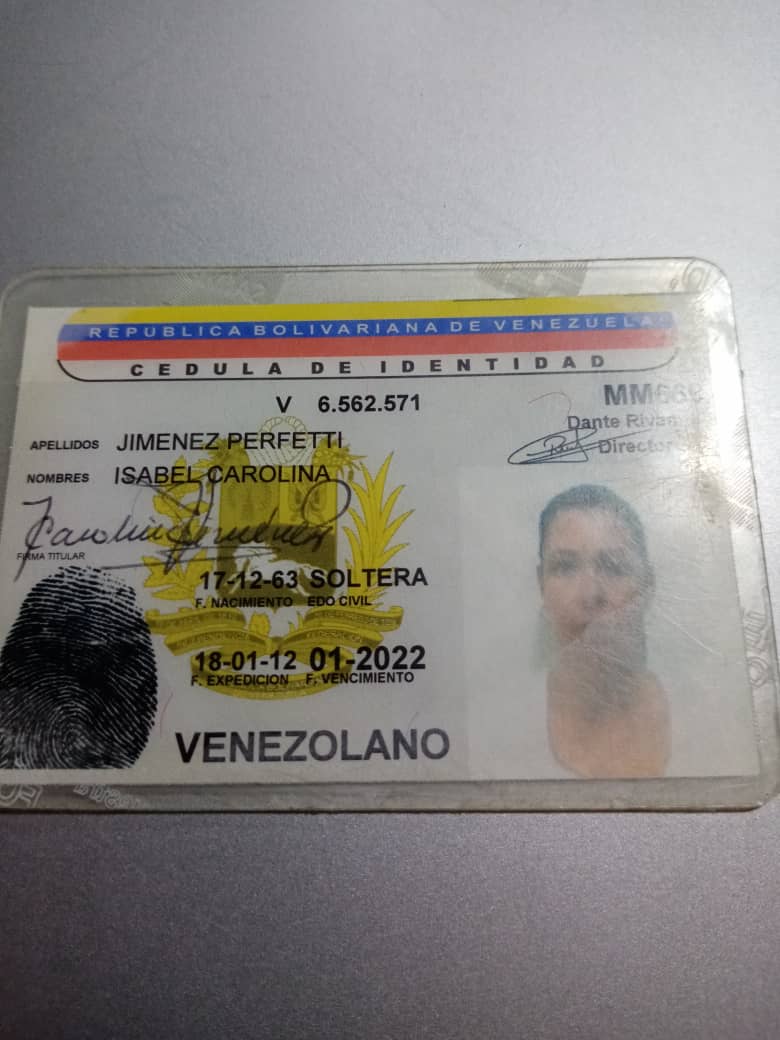 REPUBLICA BOLIVARIANA DE VENEZUELA
CEDULA DE IDENTIDAD
V 6.562.571
MM669
Dante Rivas
Director
APELLIDOS JIMENEZ PERFETTI
NOMBRES ISABEL CAROLINA
Carolina Jimenez
FIRMA TITULAR
17-12-63 SOLTERA
F. NACIMIENTO EDO CIVIL
18-01-12 01-2022
F. EXPEDICION F. VENCIMIENTO
VENEZOLANO